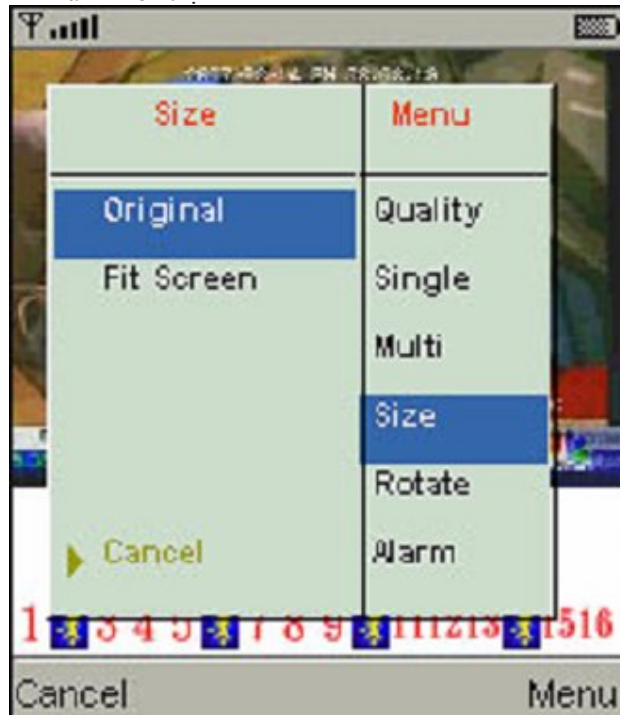 Size Menu
Original Quality
Fit Screen Single
Multi
Size
Rotate
Cancel Alarm
1 3 4 5 7 8 9 11 12 13 15 16
Cancel Menu